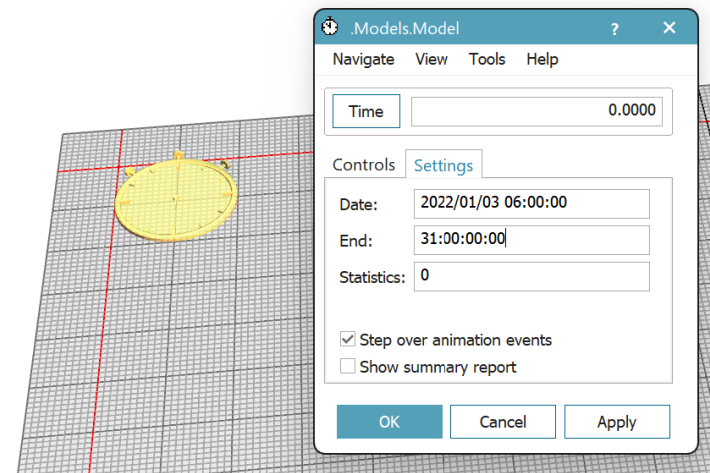 .Models.Model ?
Navigate View Tools Help
Time 0.0000
Controls Settings
Date: 2022/01/03 06:00:00
End: 31:00:00:00
Statistics: 0
Step over animation events
Show summary report
OK Cancel Apply